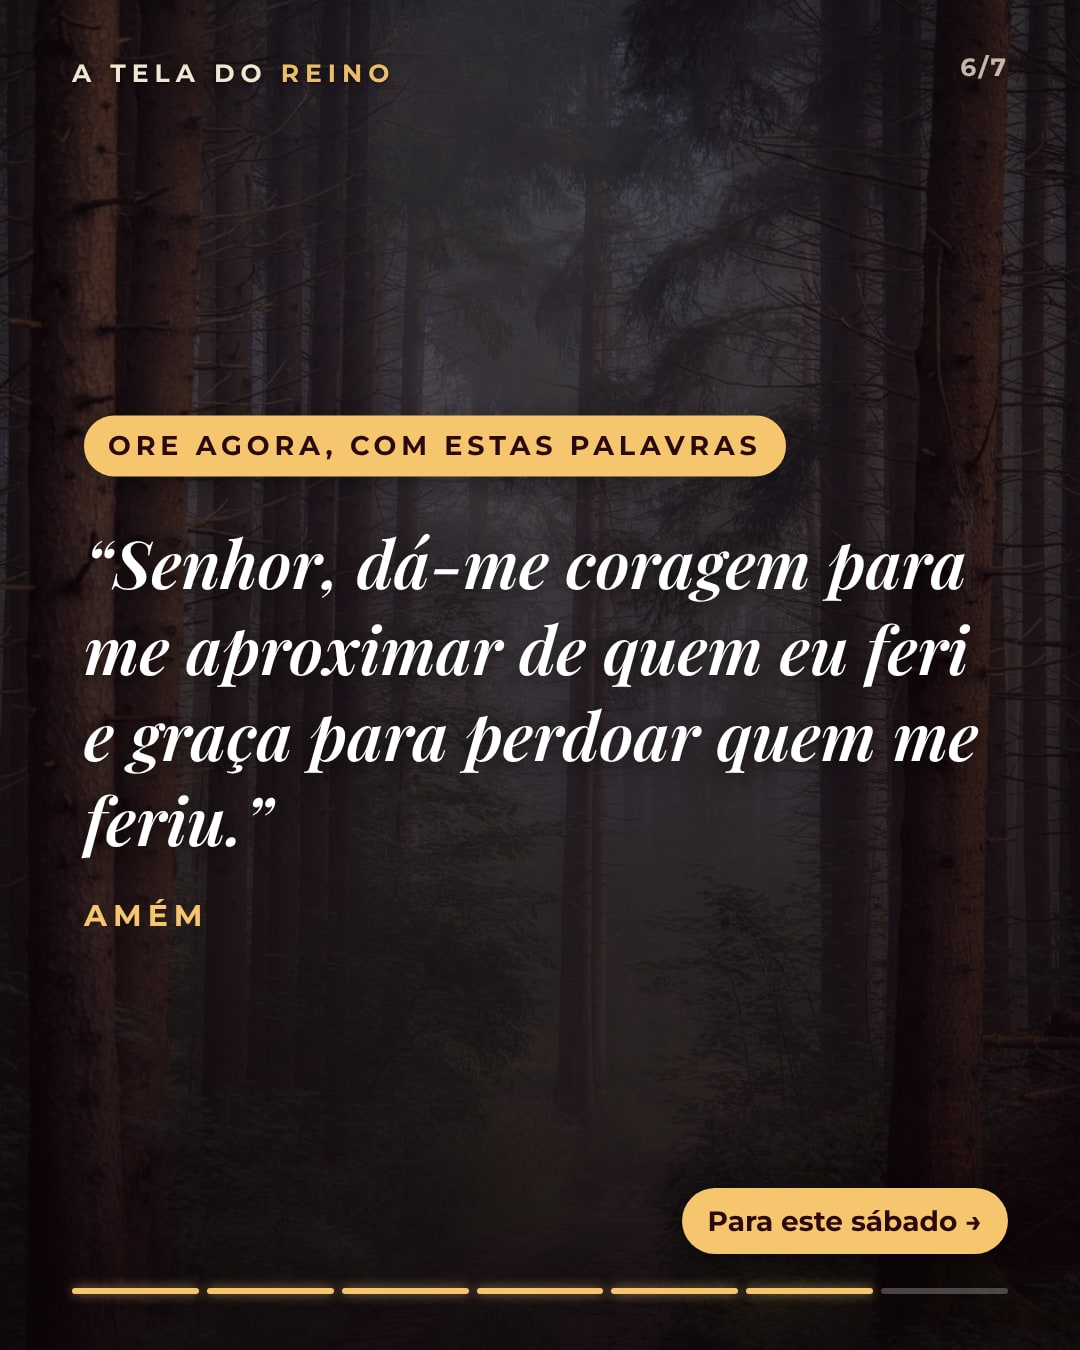 A TELA DO REINO
6/7
ORE AGORA, COM ESTAS PALAVRAS
“Senhor, dá-me coragem para
me aproximar de quem eu feri
e graça para perdoar quem me
feriu.”
AMÉM
Para este sábado →